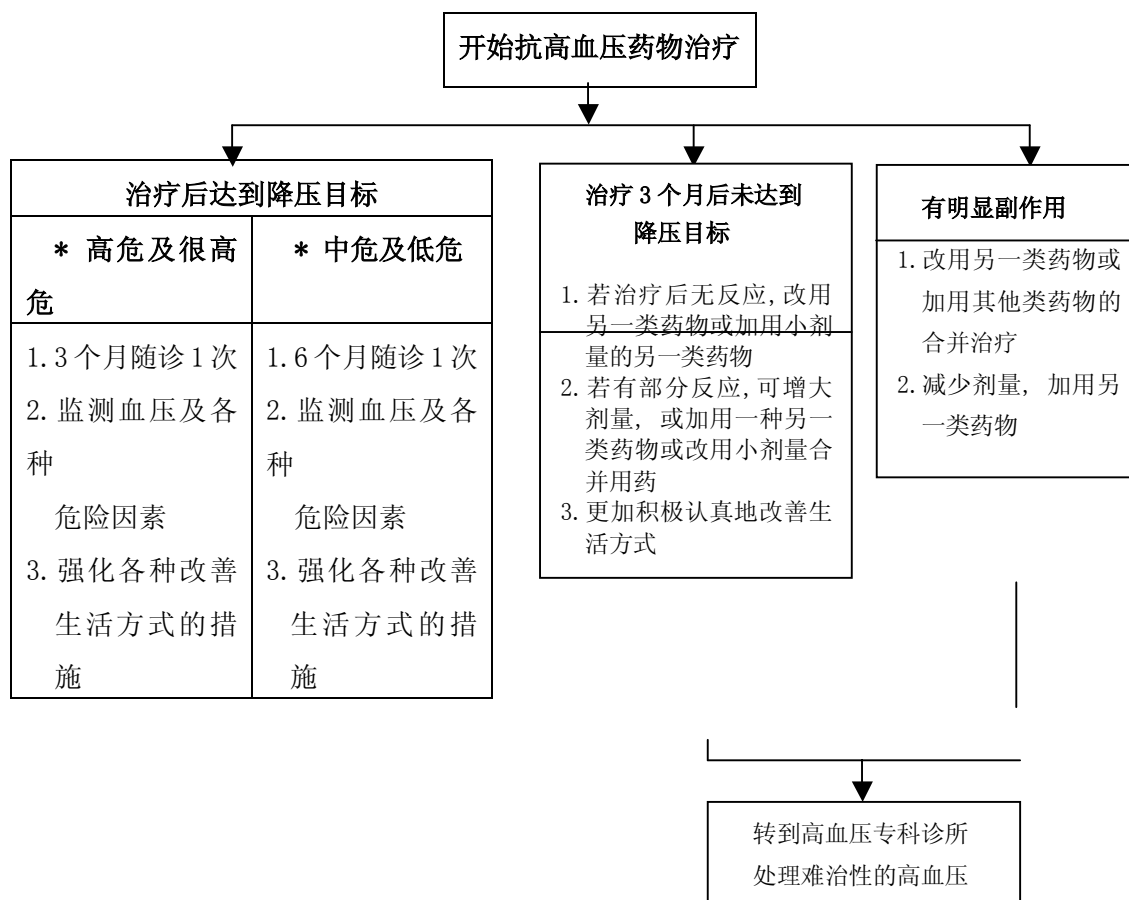 开始抗高血压药物治疗
治疗后达到降压目标
* 高危及很高
危
* 中危及低危
1.3个月随诊1次
2.监测血压及各
种
危险因素
3.强化各种改善
生活方式的措
施
1.6个月随诊1次
2.监测血压及各
种
危险因素
3.强化各种改善
生活方式的措
施
治疗3个月后未达到
降压目标
1.若治疗后无反应,改用
另一类药物或加用小剂
量的另一类药物
2.若有部分反应,可增大
剂量, 或加用一种另一
类药物或改用小剂量合
并用药
3.更加积极认真地改善生
活方式
有明显副作用
1.改用另一类药物或
加用其他类药物的
合并治疗
2.减少剂量, 加用另
一类药物
转到高血压专科诊所
处理难治性的高血压